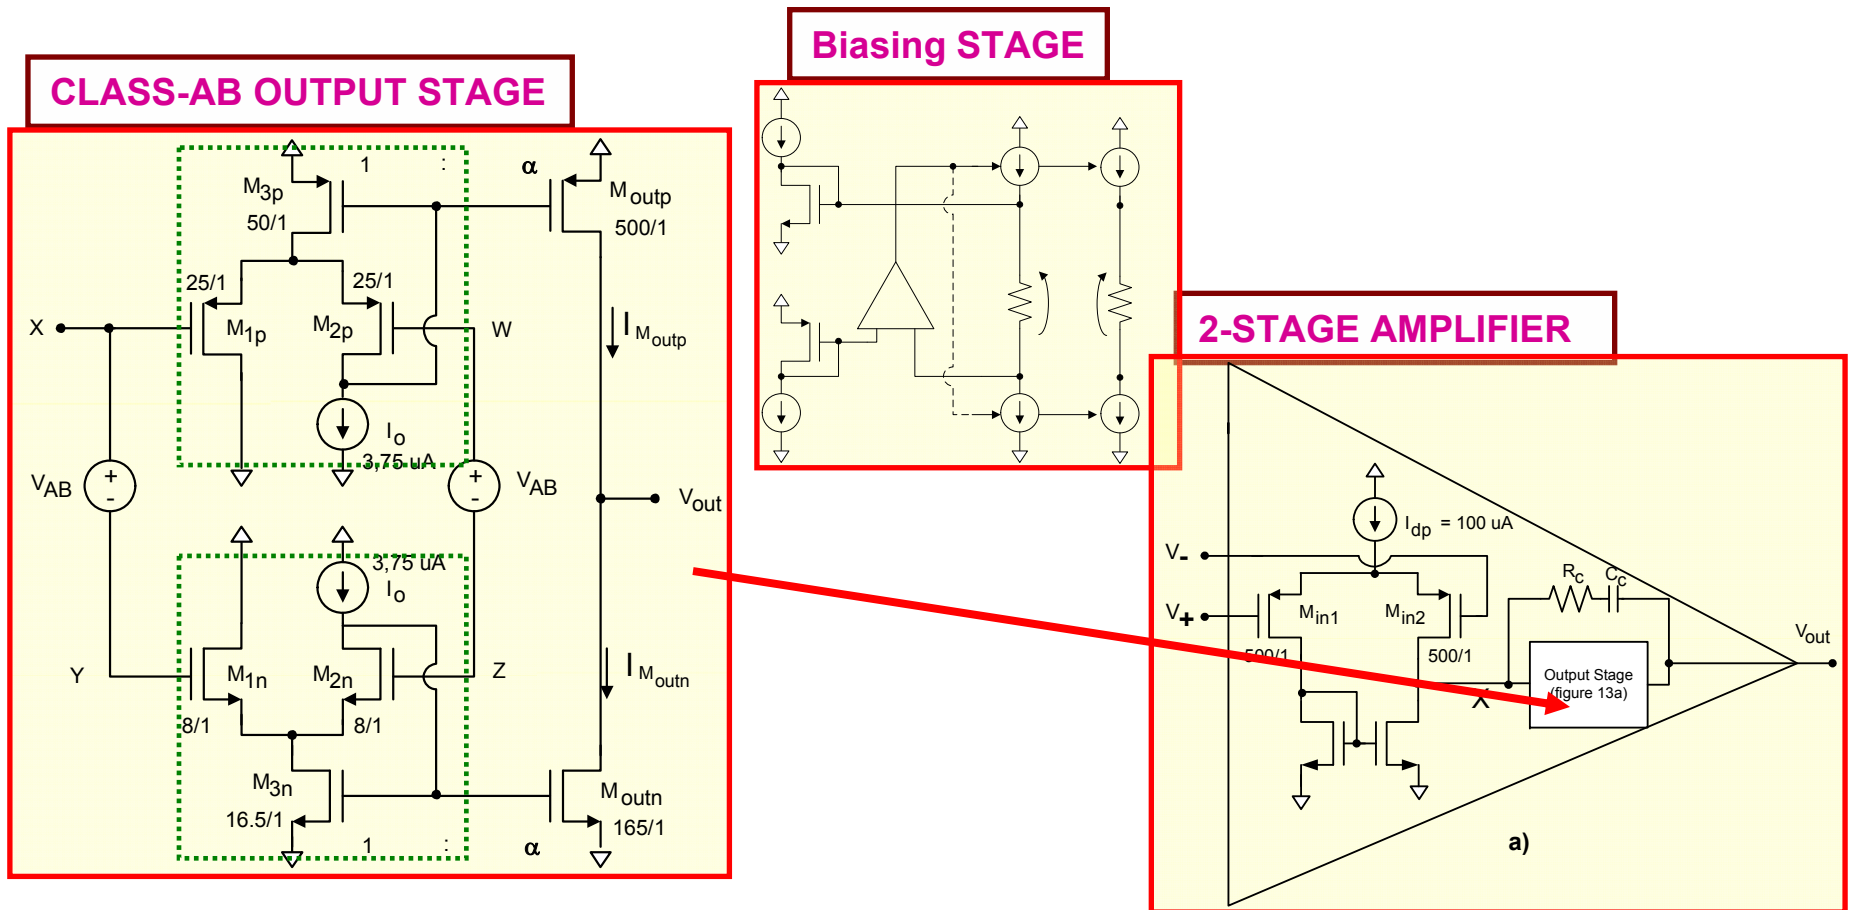 Biasing STAGE
CLASS-AB OUTPUT STAGE
2-STAGE AMPLIFIER
1 : α
M3p
50/1
Moutp
500/1
25/1
25/1
X
M1p
M2p
W
IMoutp
Io
3,75 uA
VAB
+
-
+
-
VAB
Vout
3,75 uA
Io
Y
M1n
M2n
Z
IMoutn
8/1
8/1
M3n
16.5/1
Moutn
165/1
1 : α
Idp = 100 uA
V-
V+
Min1
Min2
Rc
Cc
500/1
500/1
X
Output Stage
(figure 13a)
Vout
a)